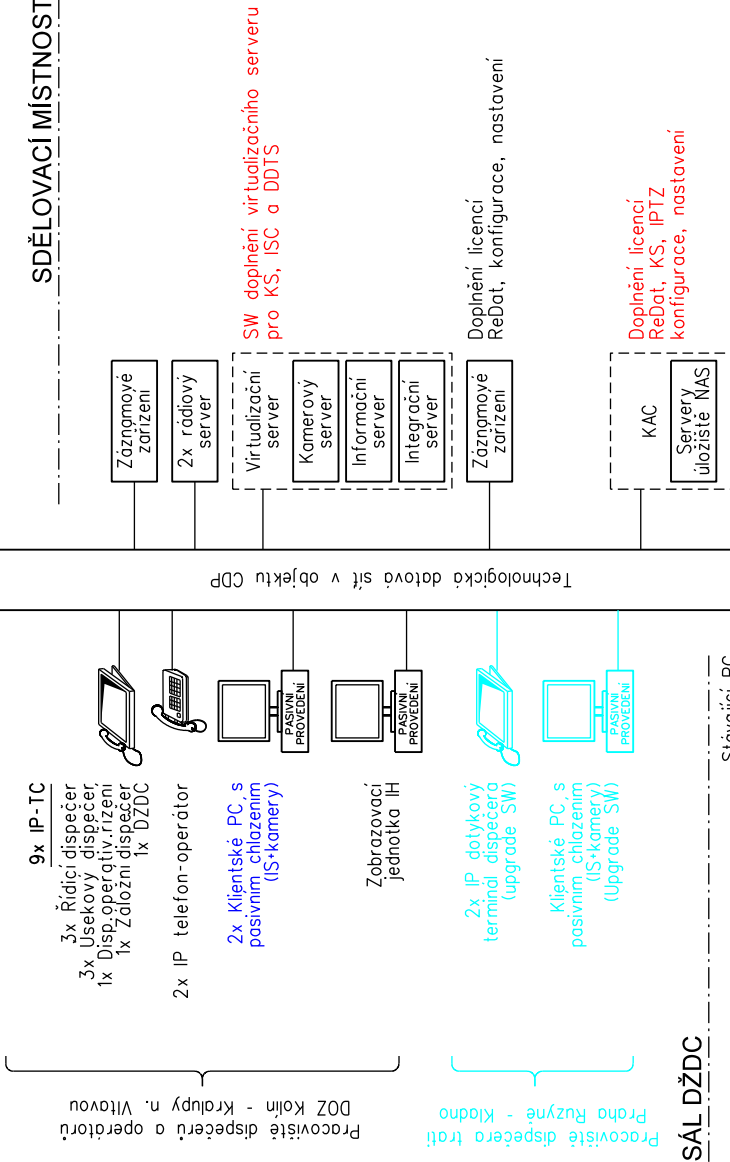 SDĚLOVACÍ MÍSTNOST
Záznamové
zařízení
2x rádiový
server
Virtualizační
server
Kamerový
server
Informační
server
Integrační
server
SW doplnění virtualizačního serveru
pro KS, ISC a DDTS
Záznamové
zařízení
Doplnění licencí
ReDat, konfigurace, nastavení
KAC
Servery
úložiště NAS
Doplnění licencí
ReDat, KS, IPTZ
konfigurace, nastavení
Technologická datová síť v objektu CDP
9x IP-TC
3x Řídicí dispečer
3x Úsekový dispečer,
1x Disp.operativ.řízení
1x Záložní dispečer
1x DŽDC
2x IP telefon-operátor
2x Klientské PC, s
pasivním chlazením
(IS+kamery)
PASIVNÍ
PROVEDENÍ
Zobrazovací
jednotka IH
PASIVNÍ
PROVEDENÍ
2x IP dotykový
terminál dispečera
(upgrade SW)
Klientské PC, s
pasivním chlazením
(IS+kamery)
(Upgrade SW)
PASIVNÍ
PROVEDENÍ
Pracoviště dispečerů a operátorů
DOZ Kolín - Kralupy n. Vltavou
Pracoviště dispečera trati
Praha Ruzyně - Kladno
SÁL DŽDC